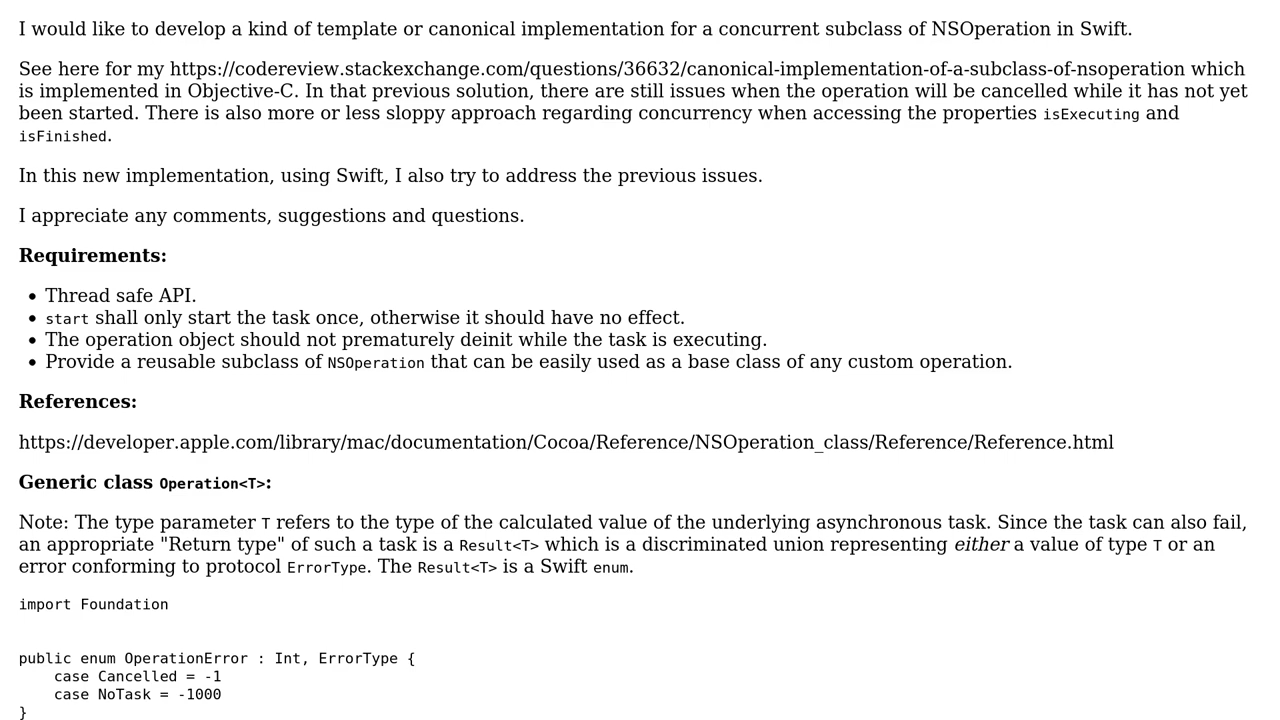 I would like to develop a kind of template or canonical implementation for a concurrent subclass of NSOperation in Swift.
See here for my https://codereview.stackexchange.com/questions/36632/canonical-implementation-of-a-subclass-of-nsoperation which
is implemented in Objective-C. In that previous solution, there are still issues when the operation will be cancelled while it has not yet
been started. There is also more or less sloppy approach regarding concurrency when accessing the properties isExecuting and
isFinished.
In this new implementation, using Swift, I also try to address the previous issues.
I appreciate any comments, suggestions and questions.
Requirements:
• Thread safe API.
• start shall only start the task once, otherwise it should have no effect.
• The operation object should not prematurely deinit while the task is executing.
• Provide a reusable subclass of NSOperation that can be easily used as a base class of any custom operation.
References:
https://developer.apple.com/library/mac/documentation/Cocoa/Reference/NSOperation_class/Reference/Reference.html
Generic class Operation<T>:
Note: The type parameter T refers to the type of the calculated value of the underlying asynchronous task. Since the task can also fail,
an appropriate "Return type" of such a task is a Result<T> which is a discriminated union representing either a value of type T or an
error conforming to protocol ErrorType. The Result<T> is a Swift enum.
import Foundation
public enum OperationError : Int, ErrorType {
    case Cancelled = -1
    case NoTask = -1000
}